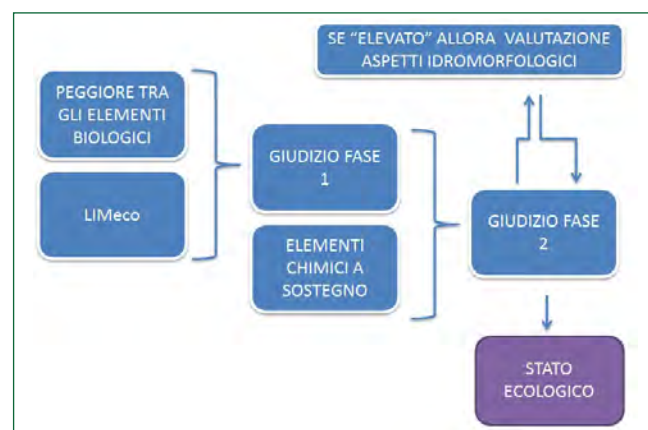 SE “ELEVATO” ALLORA VALUTAZIONE
ASPETTI IDROMORFOLOGICI
PEGGIORE TRA
GLI ELEMENTI
BIOLOGICI
LIMeco
GIUDIZIO FASE
1
ELEMENTI
CHIMICI A
SOSTEGNO
GIUDIZIO FASE
2
STATO
ECOLOGICO